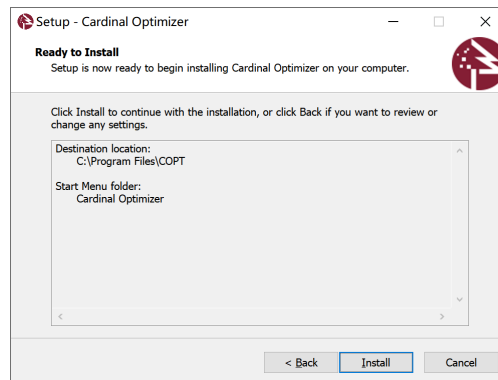 Setup - Cardinal Optimizer
Ready to Install
Setup is now ready to begin installing Cardinal Optimizer on your computer.
Click Install to continue with the installation, or click Back if you want to review or
change any settings.
Destination location:
C:\Program Files\COPT
Start Menu folder:
Cardinal Optimizer
< Back Install Cancel